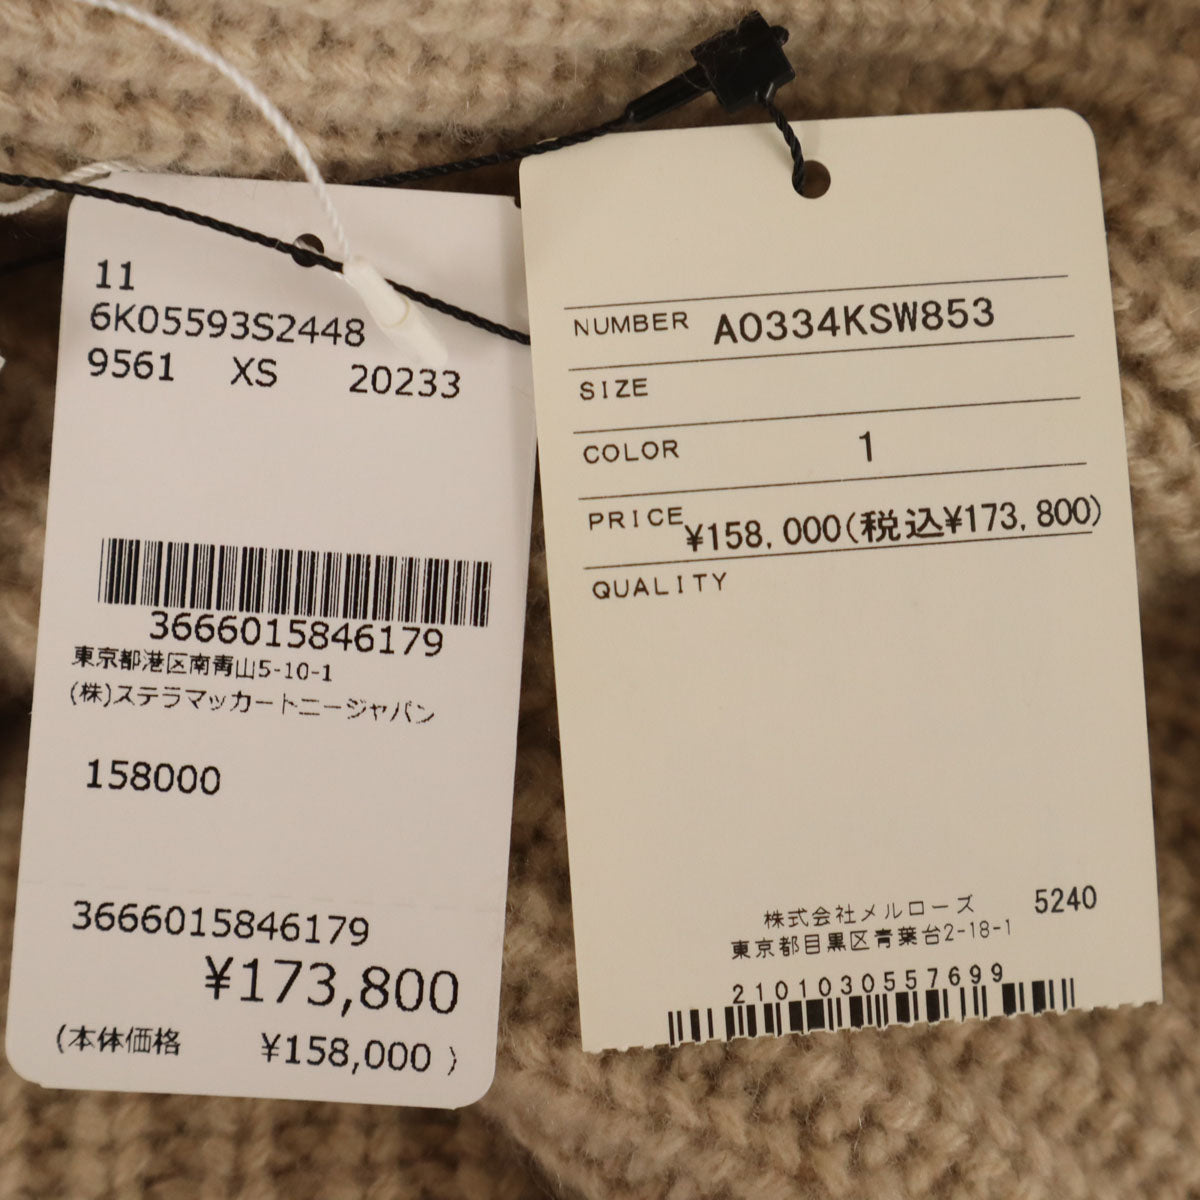 11
6K05593S2448
9561 XS 20233
3666015846179
東京都港区南青山5-10-1
(株)ステラマッカートニージャパン
158000
3666015846179
¥173,800
(本体価格 ¥158,000 )
NUMBER A0334KSW853
SIZE
COLOR 1
PRICE ¥158,000(税込¥173,800)
QUALITY
株式会社メルローズ 5240
東京都目黒区青葉台2-18-1
2101030557699